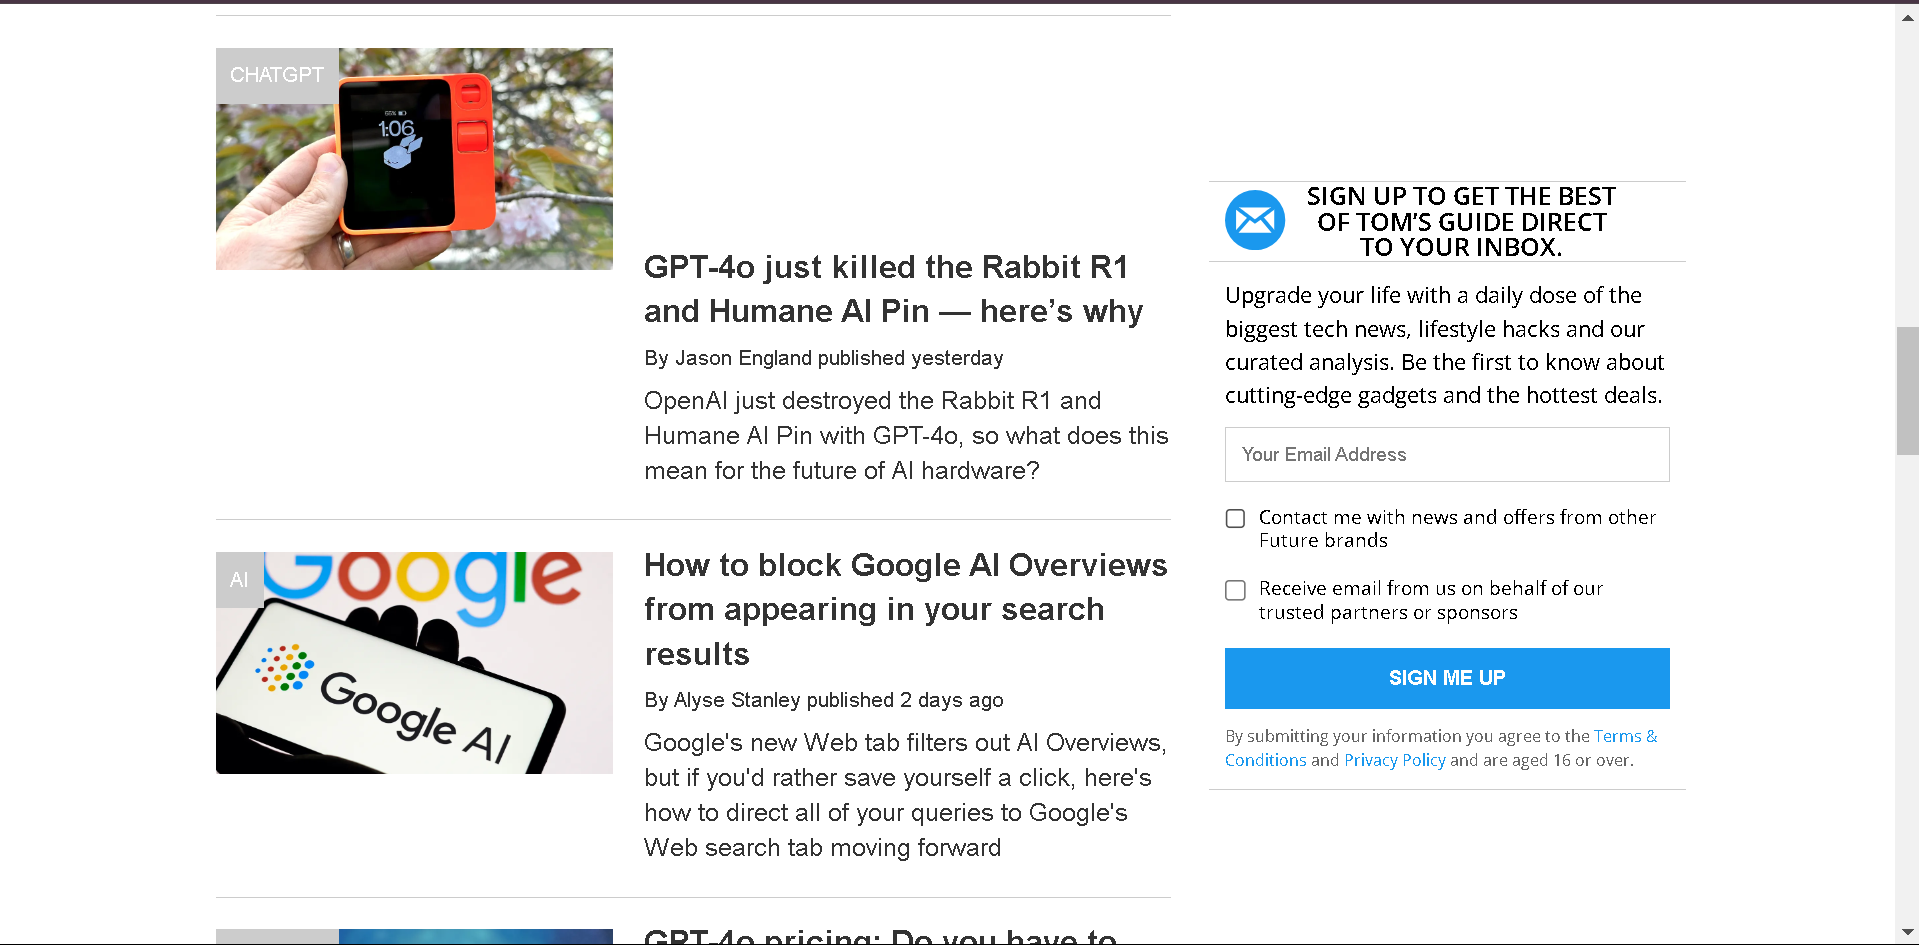 CHATGPT
1:06
GPT-4o just killed the Rabbit R1
and Humane AI Pin — here’s why
By Jason England published yesterday
OpenAI just destroyed the Rabbit R1 and
Humane AI Pin with GPT-4o, so what does this
mean for the future of AI hardware?
AI
Google
Google AI
How to block Google AI Overviews
from appearing in your search
results
By Alyse Stanley published 2 days ago
Google's new Web tab filters out AI Overviews,
but if you'd rather save yourself a click, here's
how to direct all of your queries to Google's
Web search tab moving forward
GPT-4o pricing: Do you have to
SIGN UP TO GET THE BEST
OF TOM’S GUIDE DIRECT
TO YOUR INBOX.
Upgrade your life with a daily dose of the
biggest tech news, lifestyle hacks and our
curated analysis. Be the first to know about
cutting-edge gadgets and the hottest deals.
Your Email Address
Contact me with news and offers from other
Future brands
Receive email from us on behalf of our
trusted partners or sponsors
SIGN ME UP
By submitting your information you agree to the Terms &
Conditions and Privacy Policy and are aged 16 or over.